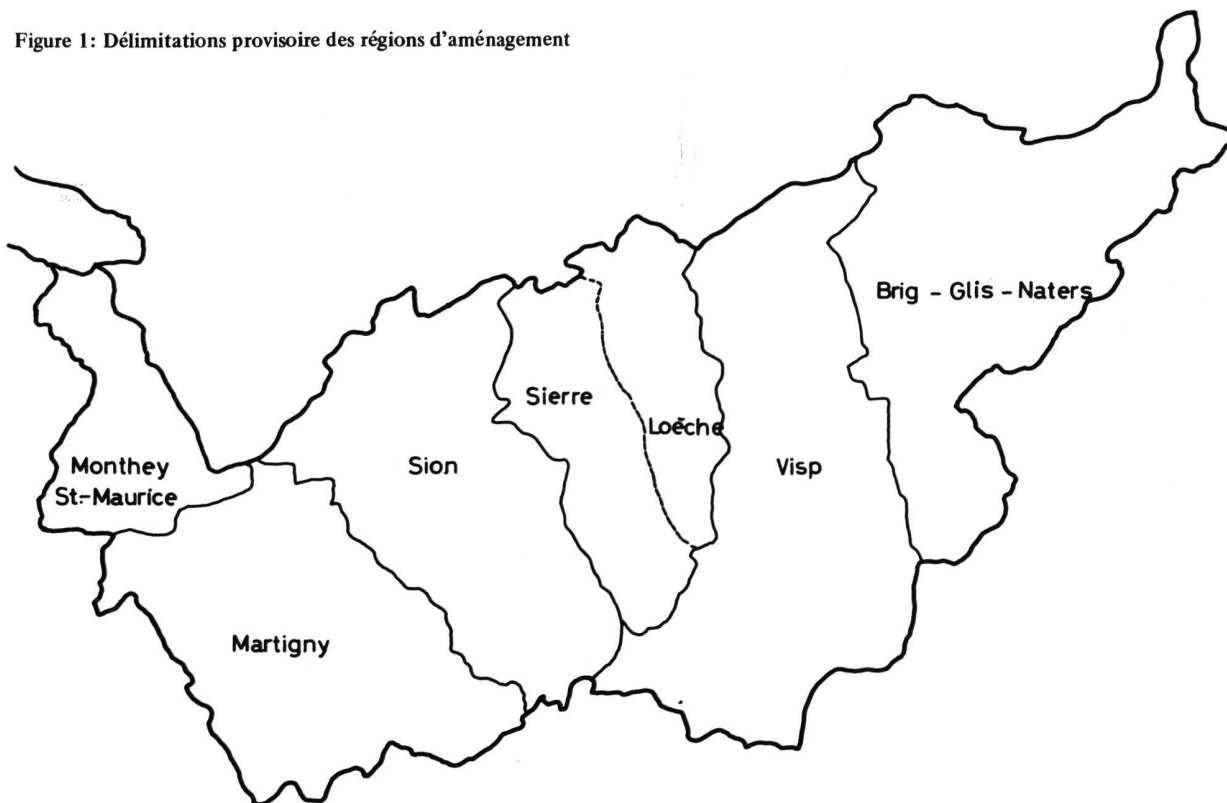 Figure 1: Délimitations provisoire des régions d'aménagement
Brig - Glis - Naters
Sierre
Loèche
Monthey
St.-Maurice
Sion
Visp
Martigny